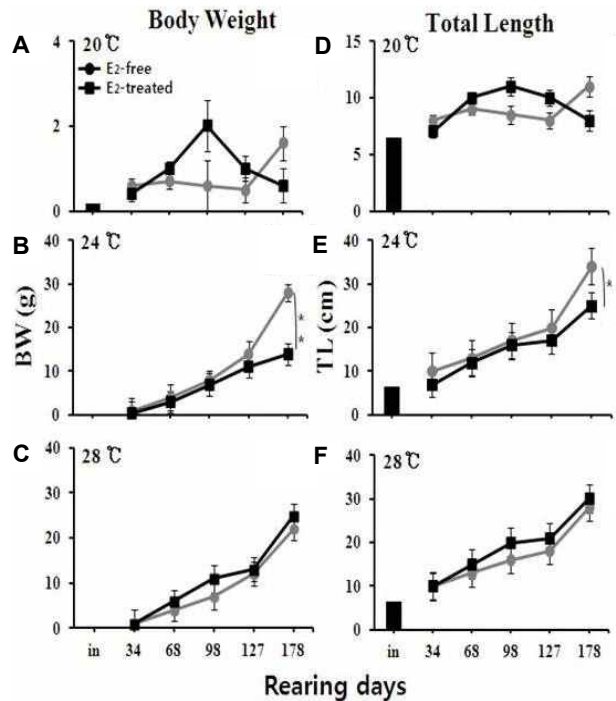 Body Weight
Total Length
A
20℃
E2-free
E2-treated
4
2
0
D
20℃
15
10
5
0
B
24℃
40
30
20
10
0
BW (g)
*
*
E
24℃
40
30
20
10
0
TL (cm)
*
C
28℃
40
30
20
10
0
in 34 68 98 127 178
F
28℃
40
30
20
10
0
in 34 68 98 127 178
Rearing days